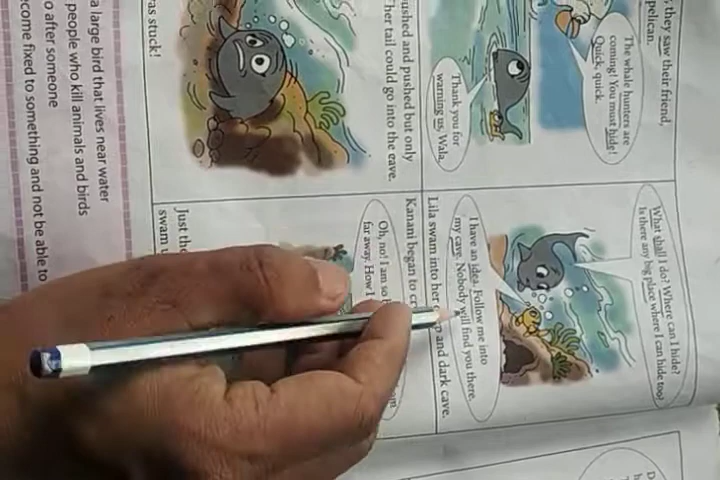 , they saw their friend,
pelican.
The whale hunters are
coming! You must hide!
Quick, quick.
Thank you for
warning us, Wala.
What shall I do? Where can I hide?
Is there any big place where I can hide too?
I have an idea. Follow me into
my cave. Nobody will find you there.
ushed and pushed but only
her tail could go into the cave.
Lila swam into her
p and dark cave.
Kanani began to cr
Oh, no! I am so b
far away. How I
as stuck!
Just the
swam u
a large bird that lives near water
people who kill animals and birds
o after someone
come fixed to something and not be able to